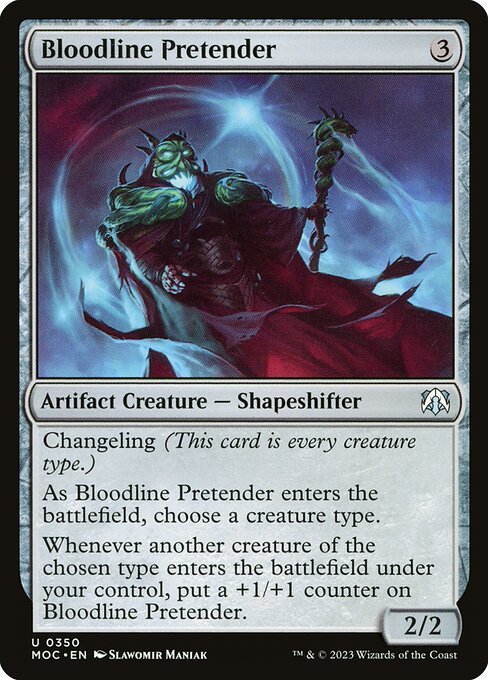 Bloodline Pretender 3
Artifact Creature — Shapeshifter
Changeling (This card is every creature
type.)
As Bloodline Pretender enters the
battlefield, choose a creature type.
Whenever another creature of the
chosen type enters the battlefield under
your control, put a +1/+1 counter on
Bloodline Pretender.
2/2
U 0350
MOC • EN Slawomir Maniak ™ & © 2023 Wizards of the Coast